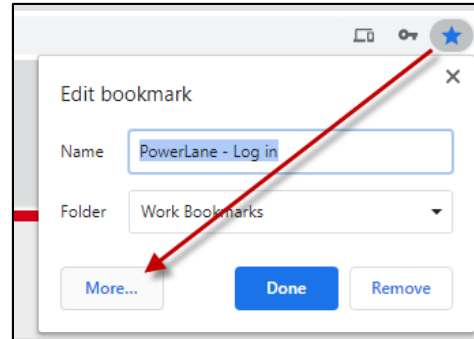 Edit bookmark
Name PowerLane - Log in
Folder Work Bookmarks
More... Done Remove